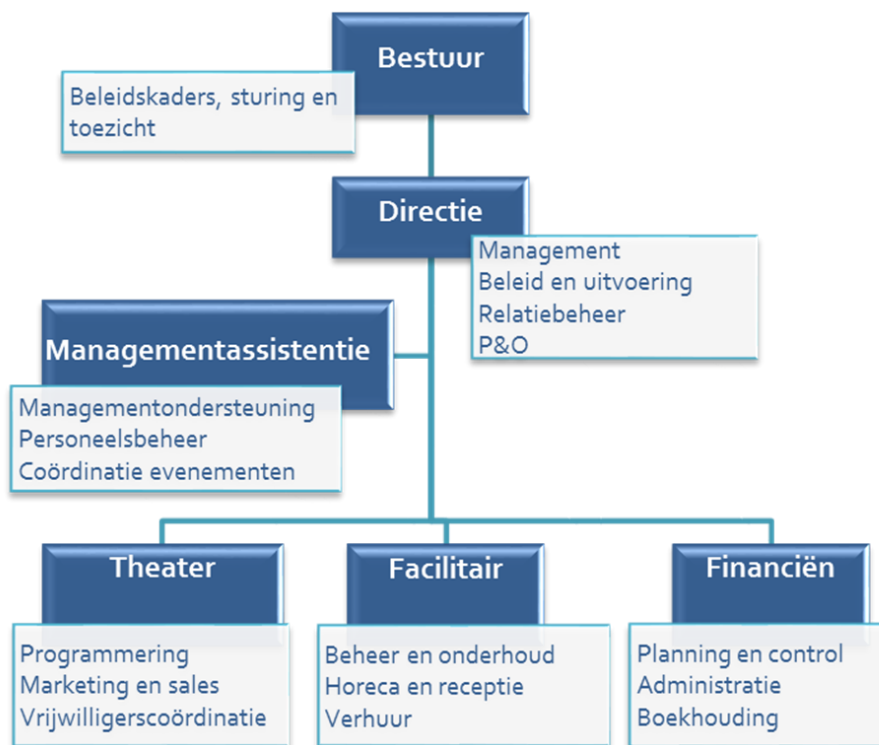 Bestuur
Beleidskaders, sturing en
toezicht
Directie
Management
Beleid en uitvoering
Relatiebeheer
P&O
Managementassistentie
Managementondersteuning
Personeelsbeheer
Coördinatie evenementen
Theater
Programmering
Marketing en sales
Vrijwilligerscoördinatie
Facilitair
Beheer en onderhoud
Horeca en receptie
Verhuur
Financiën
Planning en control
Administratie
Boekhouding